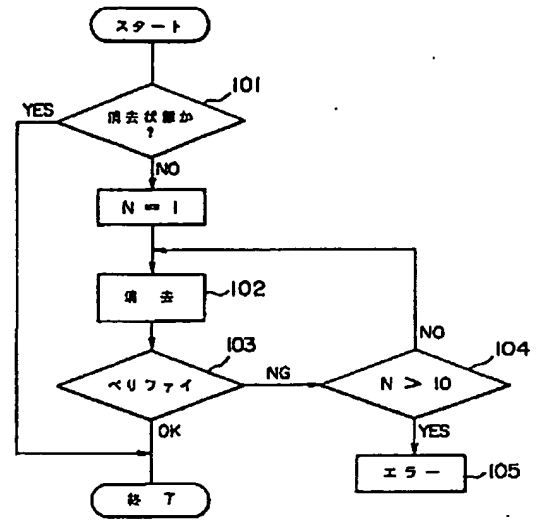 スタート
101
YES
消去状態か
?
NO
N = 1
消去
102
NO
103
104
ベリファイ
NG
N > 10
OK
YES
エラー
105
終了